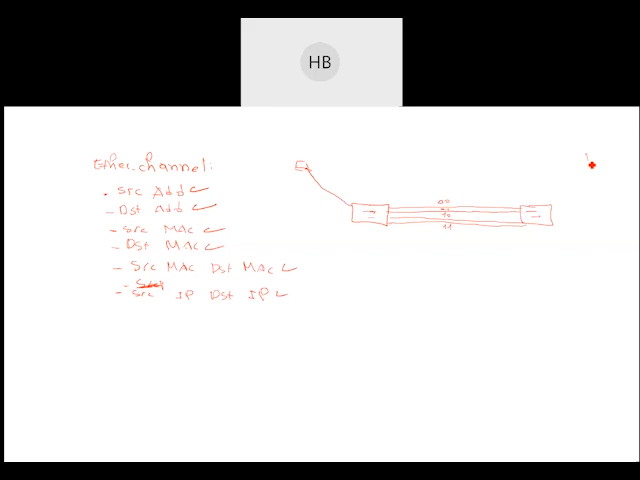 HB
Ether-channel:
Src Add
- Dst Add
- Src MAC
- Dst MAC
- Src MAC Dst MAC
- Src IP Dst IP
00
10
11